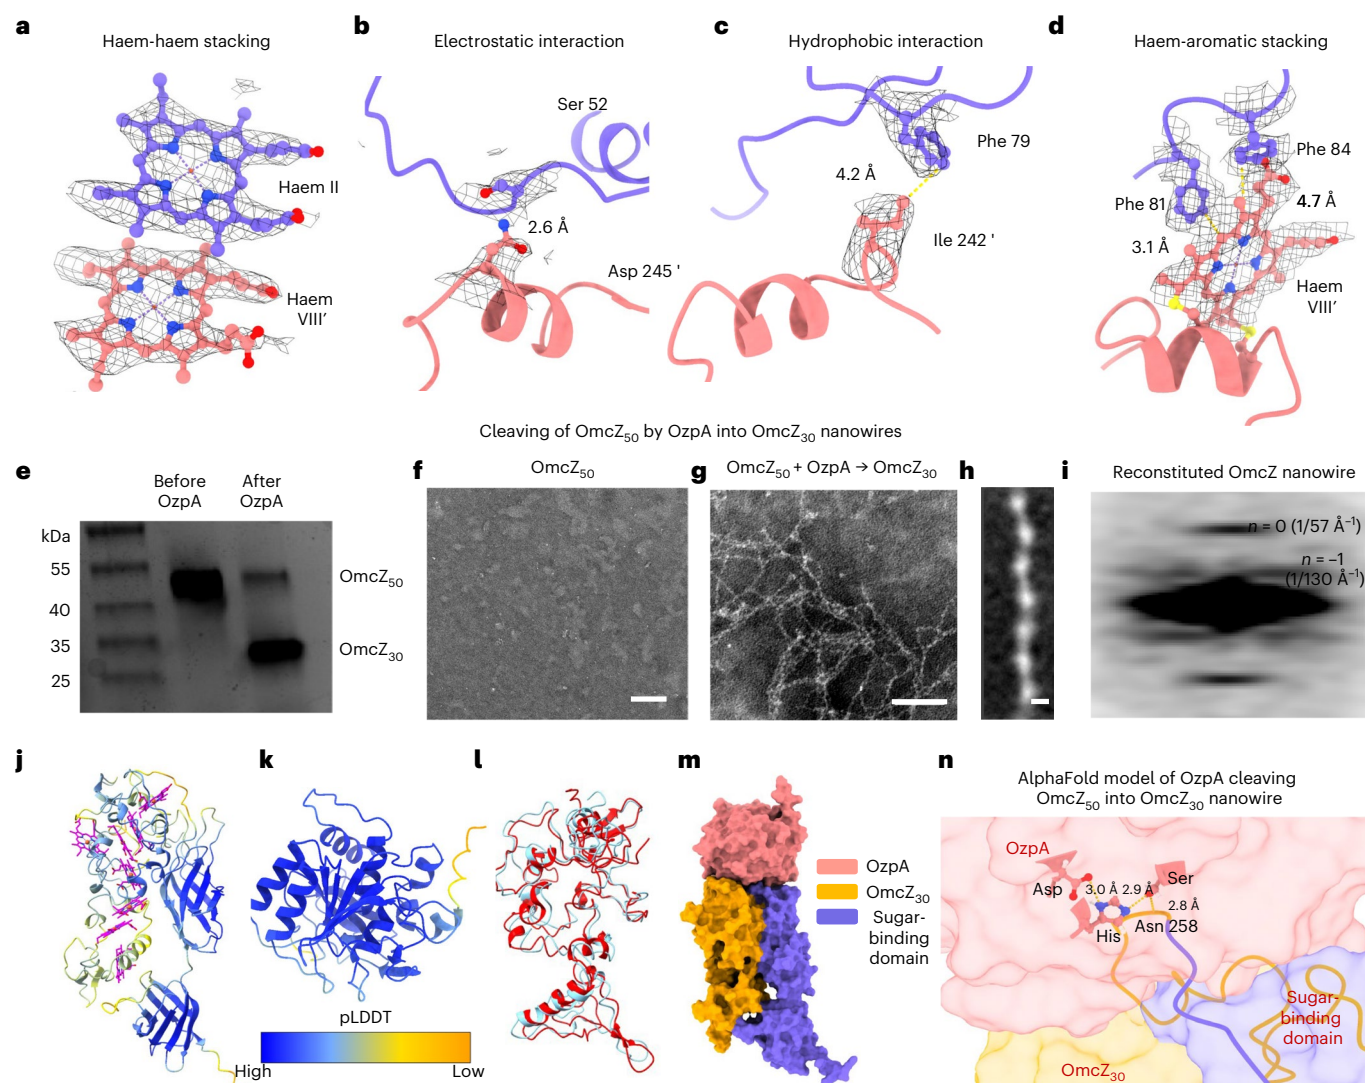 a
Haem-haem stacking
Haem II
Haem
VIII′
b
Electrostatic interaction
Ser 52
2.6 Å
Asp 245 '
c
Hydrophobic interaction
Phe 79
4.2 Å
Ile 242 '
d
Haem-aromatic stacking
Phe 84
Phe 81
4.7 Å
3.1 Å
Haem
VIII′
Cleaving of OmcZ₅₀ by OzpA into OmcZ₃₀ nanowires
e
Before
OzpA
After
OzpA
kDa
55
40
35
25
OmcZ₅₀
OmcZ₃₀
f
OmcZ₅₀
g
OmcZ₅₀ + OzpA → OmcZ₃₀
h
i
Reconstituted OmcZ nanowire
n = 0 (1/57 Å⁻¹)
n = –1
(1/130 Å⁻¹)
j
k
pLDDT
High
Low
l
m
OzpA
OmcZ₃₀
Sugar-
binding
domain
n
AlphaFold model of OzpA cleaving
OmcZ₅₀ into OmcZ₃₀ nanowire
OzpA
Asp
3.0 Å
2.9 Å
Ser
2.8 Å
His
Asn 258
Sugar-
binding
domain
OmcZ₃₀